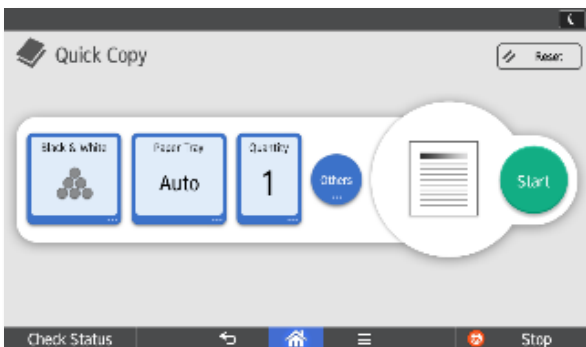 Quick Copy
Reset
Black & White
Paper Tray
Quantity
Auto
1
Others
Start
Check Status
Stop